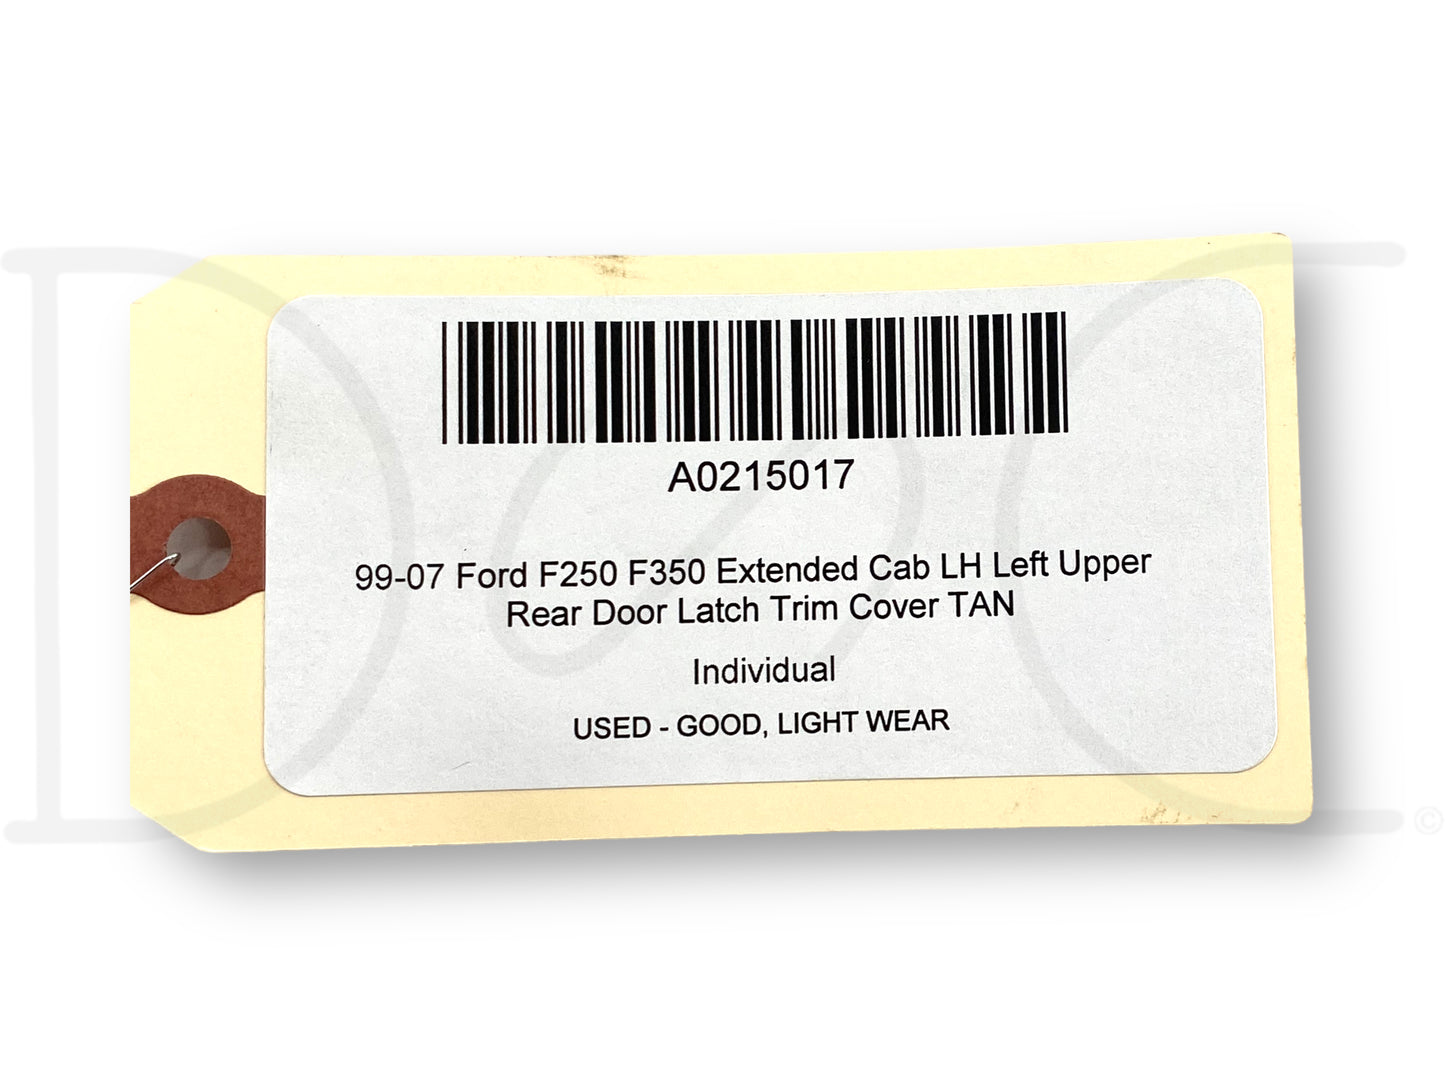 A0215017
99-07 Ford F250 F350 Extended Cab LH Left Upper
Rear Door Latch Trim Cover TAN
Individual
USED - GOOD, LIGHT WEAR
©